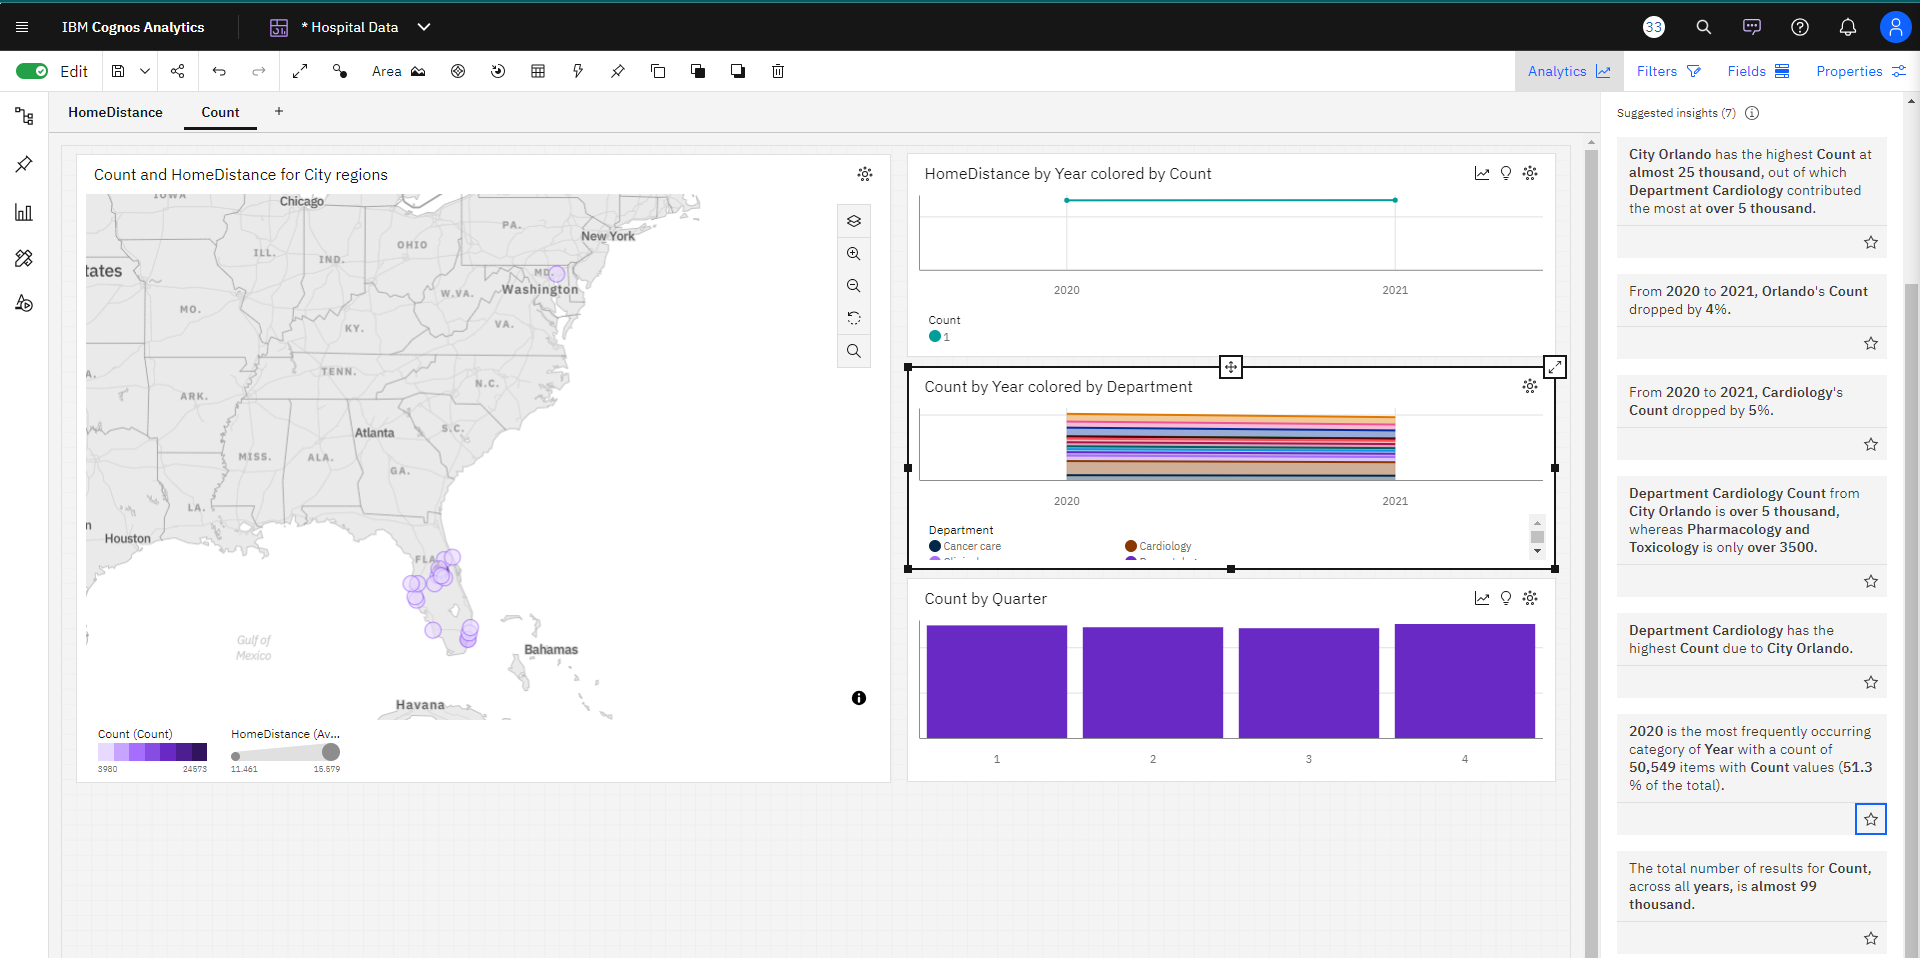 IBM Cognos Analytics
* Hospital Data
33
Edit
Area
Analytics
Filters
Fields
Properties
HomeDistance
Count
+
Count and HomeDistance for City regions
IOWA
Chicago
PA.
New York
OHIO
ILL.
IND.
tates
MD.
Washington
W.V.A.
MO.
KY.
VA.
TENN.
N.C.
A.
ARK.
Atlanta
S.C.
MISS.
ALA.
GA.
LA.
n
Houston
FLA.
Gulf of
Mexico
Bahamas
Havana
Count (Count)
3980
24573
HomeDistance (Av...
11.461
15.579
HomeDistance by Year colored by Count
2020
2021
Count
1
Count by Year colored by Department
2020
2021
Department
Cancer care
Cardiology
Count by Quarter
1
2
3
4
Suggested insights (7)
City Orlando has the highest Count at
almost 25 thousand, out of which
Department Cardiology contributed
the most at over 5 thousand.
From 2020 to 2021, Orlando's Count
dropped by 4%.
From 2020 to 2021, Cardiology's
Count dropped by 5%.
Department Cardiology Count from
City Orlando is over 5 thousand,
whereas Pharmacology and
Toxicology is only over 3500.
Department Cardiology has the
highest Count due to City Orlando.
2020 is the most frequently occurring
category of Year with a count of
50,549 items with Count values (51.3
% of the total).
The total number of results for Count,
across all years, is almost 99
thousand.